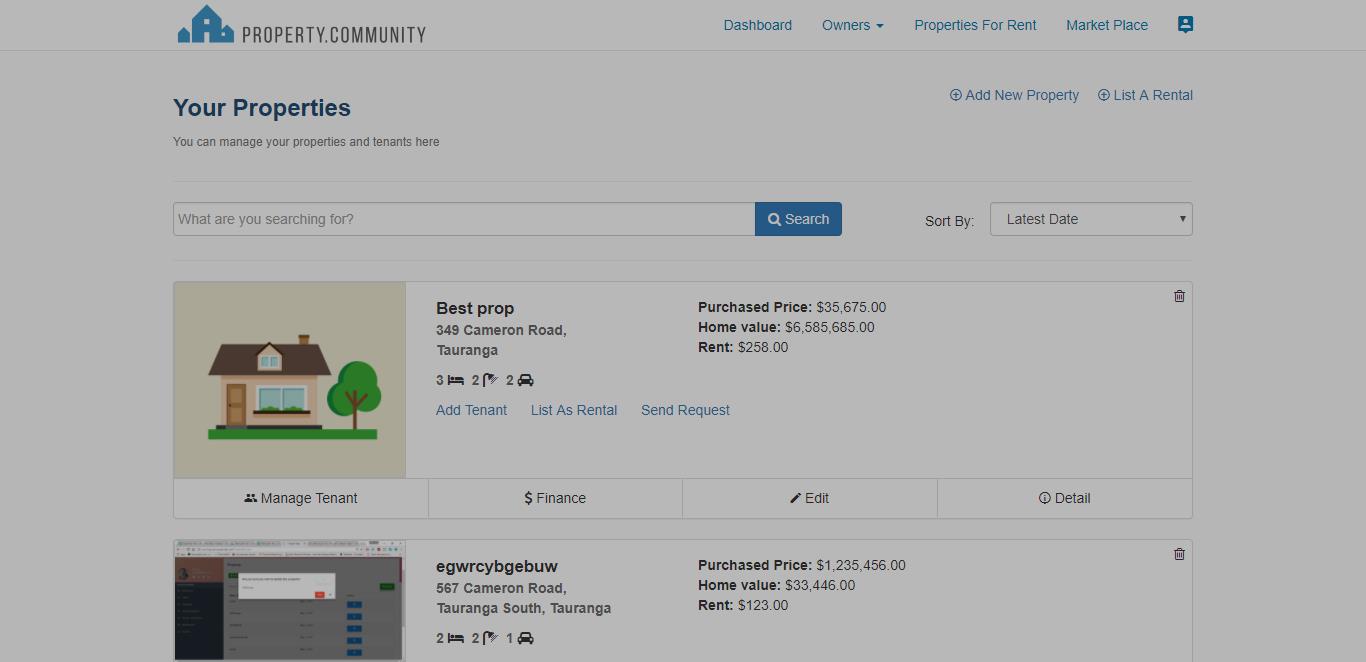 PROPERTY.COMMUNITY
Dashboard
Owners
Properties For Rent
Market Place
Your Properties
Add New Property
List A Rental
You can manage your properties and tenants here
What are you searching for?
Search
Sort By:
Latest Date
Best prop
349 Cameron Road,
Tauranga
3 2 2
Add Tenant
List As Rental
Send Request
Purchased Price: $35,675.00
Home value: $6,585,685.00
Rent: $258.00
Manage Tenant
$ Finance
Edit
Detail
egwrcybgebuw
567 Cameron Road,
Tauranga South, Tauranga
2 2 1
Purchased Price: $1,235,456.00
Home value: $33,446.00
Rent: $123.00